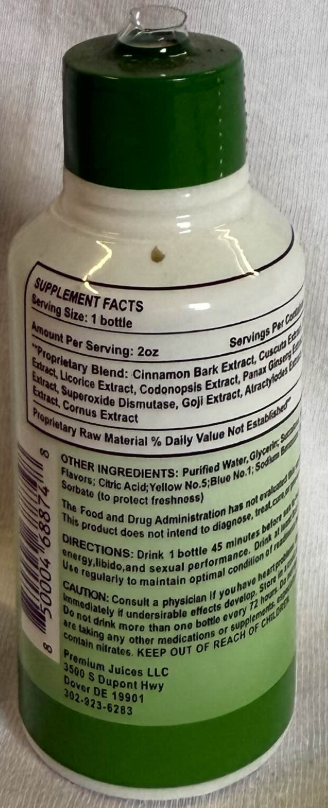 SUPPLEMENT FACTS
Serving Size: 1 bottle
Servings Per
Amount Per Serving: 2oz
**Proprietary Blend: Cinnamon Bark Extract, Cuscuta
Extract, Licorice Extract, Codonopsis Extract, Panax Ginseng
Extract, Superoxide Dismutase, Goji Extract, Atractylodes
Extract, Cornus Extract
Proprietary Raw Material % Daily Value Not Established**
OTHER INGREDIENTS: Purified Water, Glycerin;
Flavors; Citric Acid;Yellow No.5;Blue No.1; Sodium
Sorbate (to protect freshness)
The Food and Drug Administration has not evaluated this
This product does not intend to diagnose, treat,
DIRECTIONS: Drink 1 bottle 45 minutes before
energy,libido,and sexual performance. Drink at least
Use regularly to maintain optimal condition of
CAUTION: Consult a physician if you have heart
immediately if undersirable effects develop. Store
Do not drink more than one bottle every 72 hours. Do
are taking any other medications or supplements,
contain nitrates. KEEP OUT OF REACH OF
Premium Juices LLC
3500 S Dupont Hwy
Dover DE 19901
302-923-6283
8 50004 68874 8